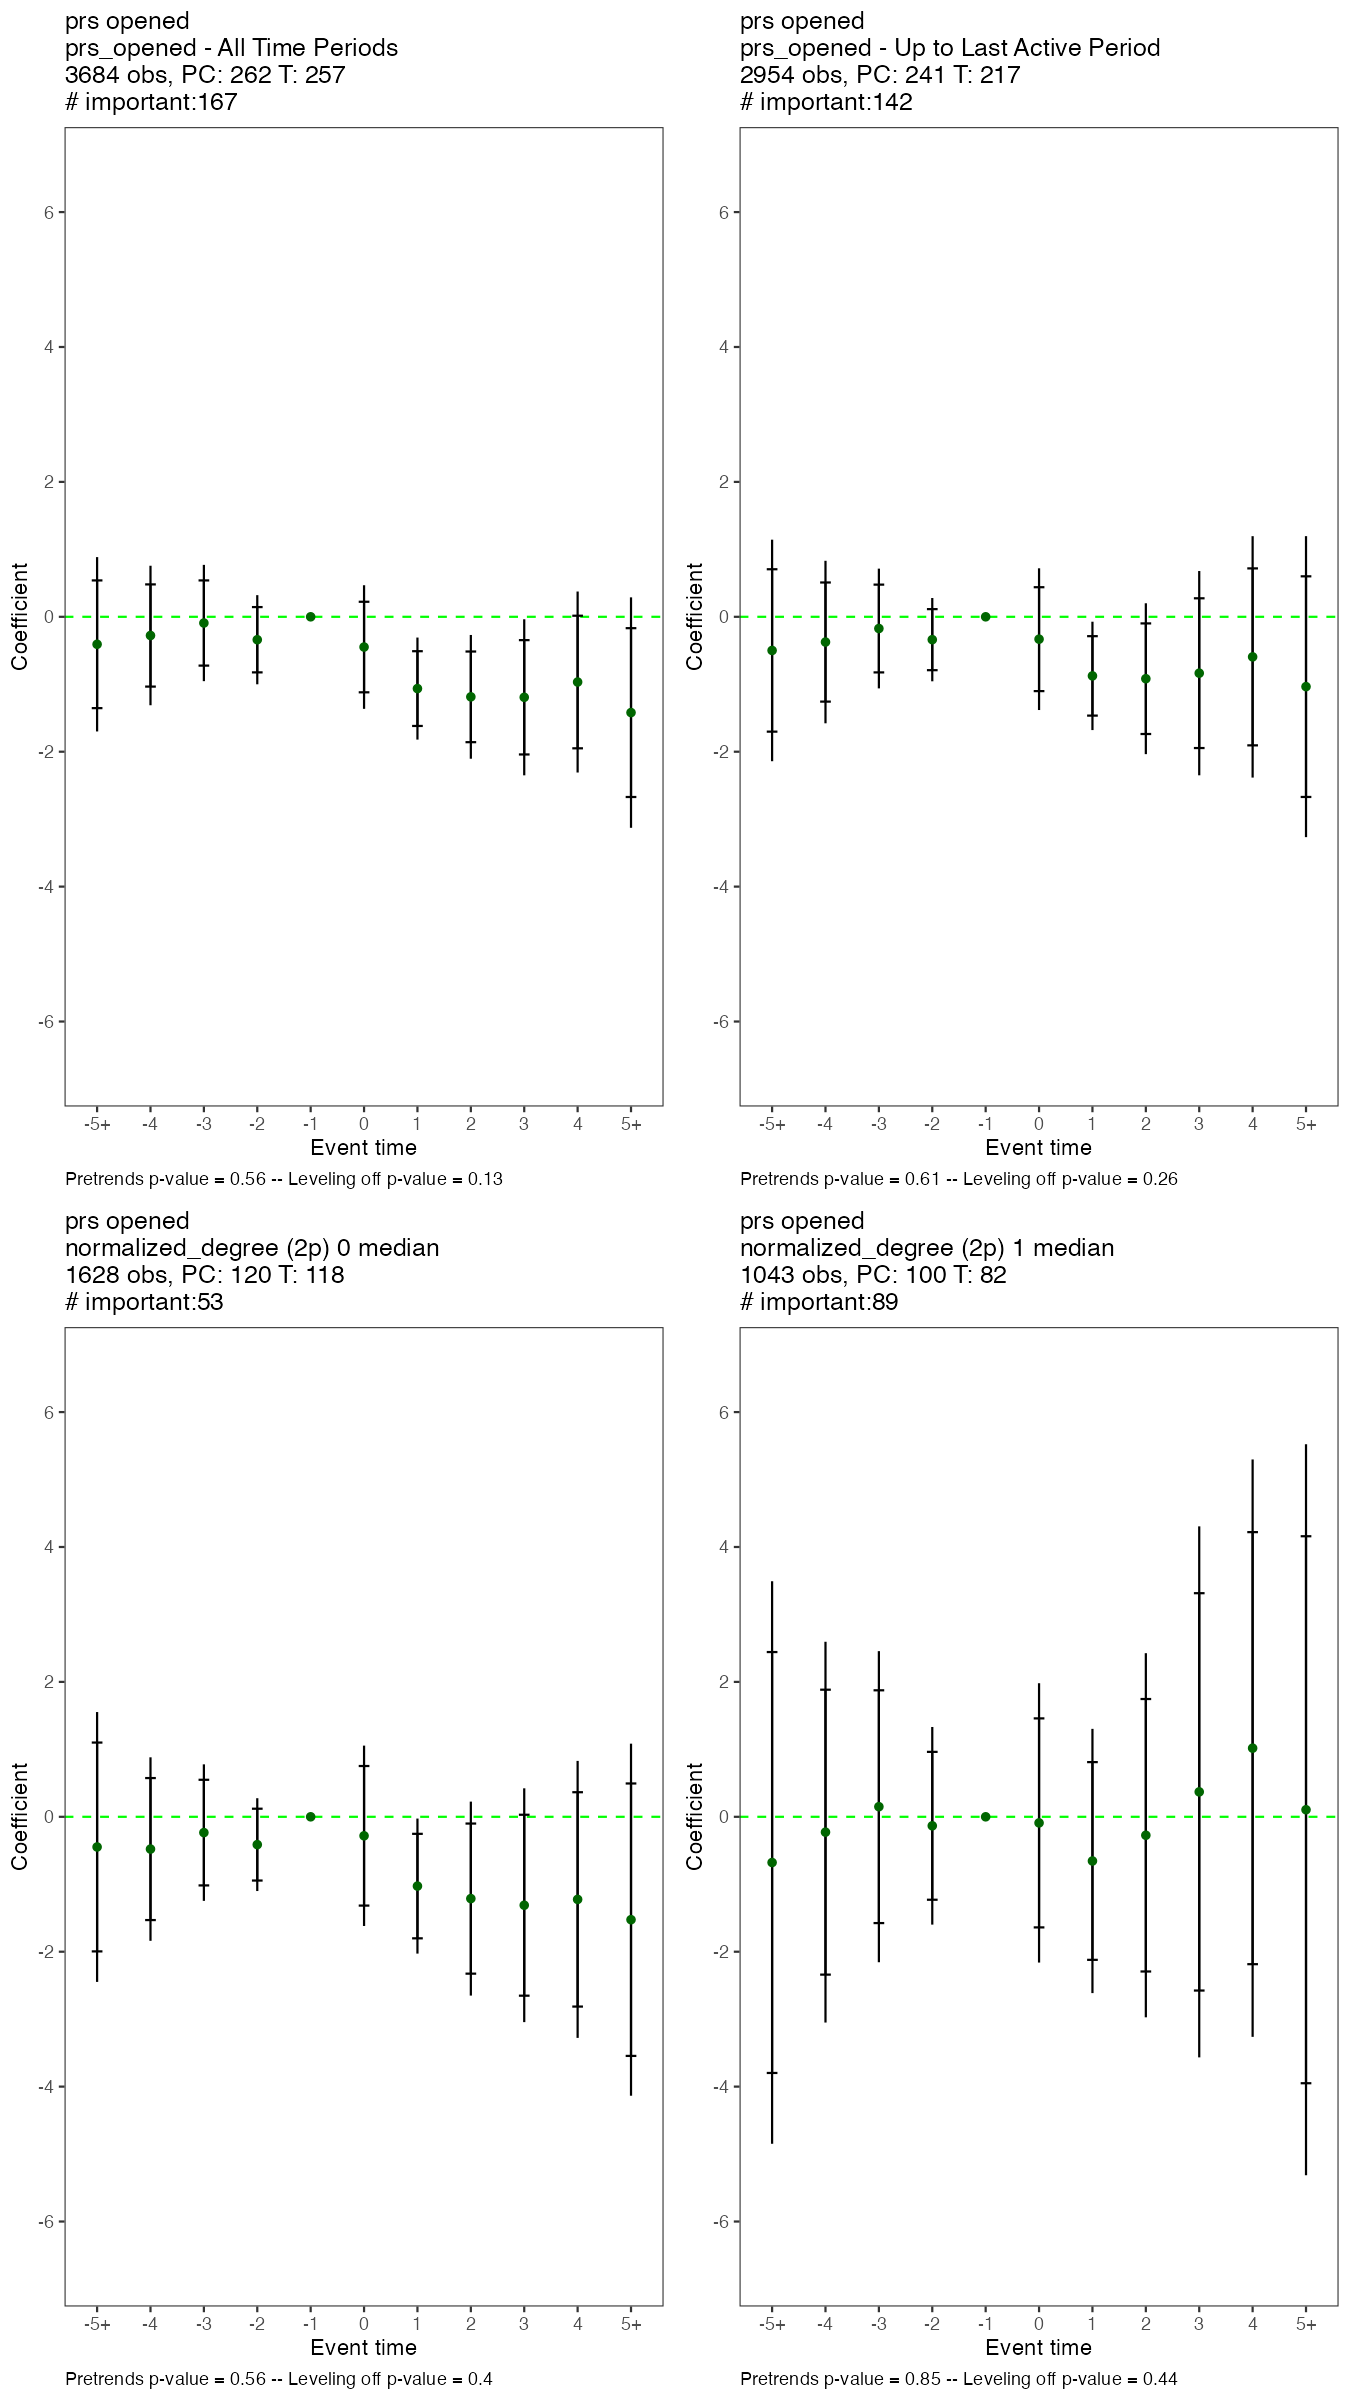 prs opened
prs_opened - All Time Periods
3684 obs, PC: 262 T: 257
# important:167
6
4
2
0
-2
-4
-6
Coefficient
-5+ -4 -3 -2 -1 0 1 2 3 4 5+
Event time
Pretrends p-value = 0.56 -- Leveling off p-value = 0.13
prs opened
prs_opened - Up to Last Active Period
2954 obs, PC: 241 T: 217
# important:142
6
4
2
0
-2
-4
-6
Coefficient
-5+ -4 -3 -2 -1 0 1 2 3 4 5+
Event time
Pretrends p-value = 0.61 -- Leveling off p-value = 0.26
prs opened
normalized_degree (2p) 0 median
1628 obs, PC: 120 T: 118
# important:53
6
4
2
0
-2
-4
-6
Coefficient
-5+ -4 -3 -2 -1 0 1 2 3 4 5+
Event time
Pretrends p-value = 0.56 -- Leveling off p-value = 0.4
prs opened
normalized_degree (2p) 1 median
1043 obs, PC: 100 T: 82
# important:89
6
4
2
0
-2
-4
-6
Coefficient
-5+ -4 -3 -2 -1 0 1 2 3 4 5+
Event time
Pretrends p-value = 0.85 -- Leveling off p-value = 0.44